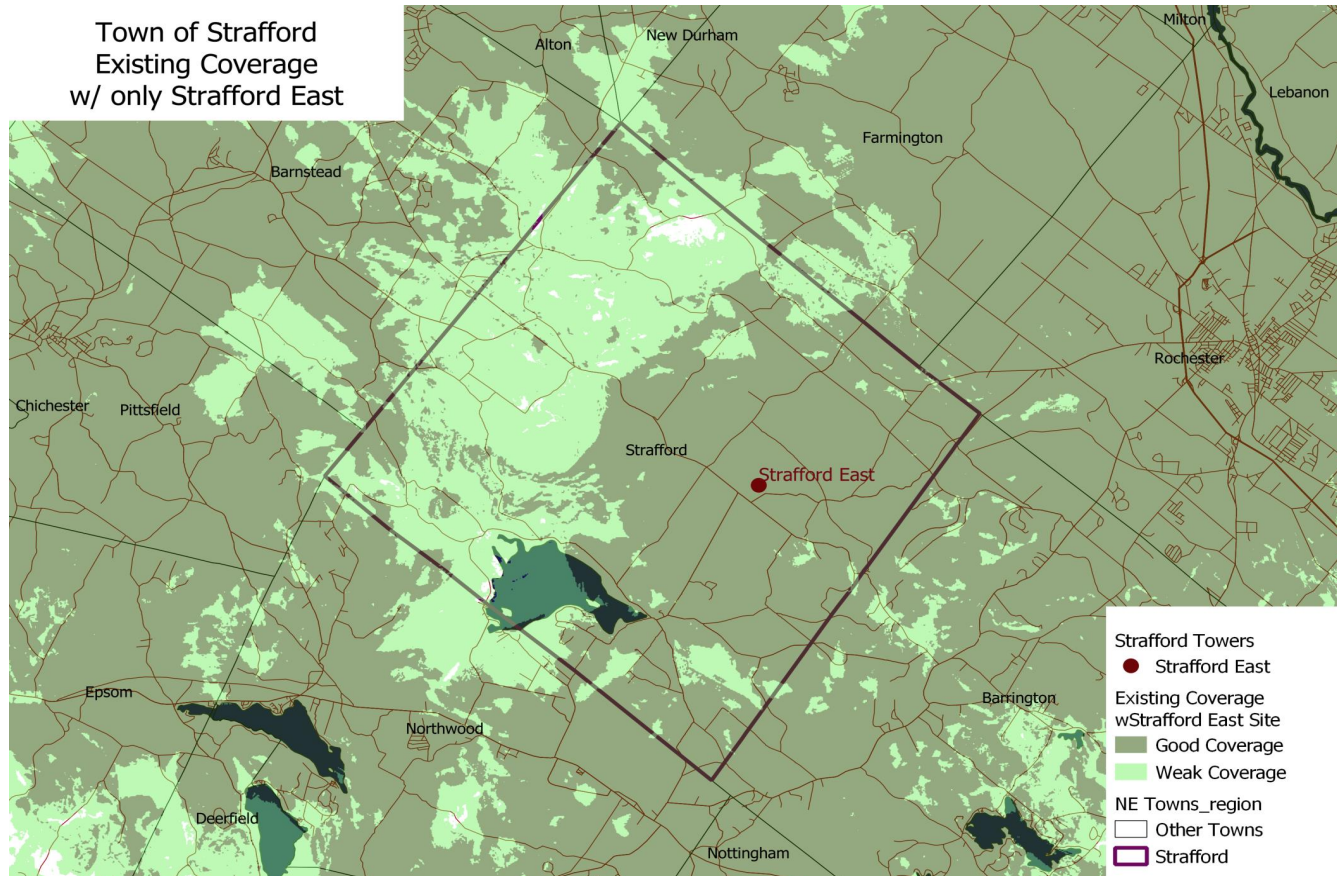 Town of Strafford
Existing Coverage
w/ only Strafford East
Milton
New Durham
Alton
Lebanon
Farmington
Barnstead
Rochester
Chichester
Pittsfield
Strafford
Strafford East
Epsom
Northwood
Barrington
Deerfield
Nottingham
Strafford Towers
Strafford East
Existing Coverage
wStrafford East Site
Good Coverage
Weak Coverage
NE Towns_region
Other Towns
Strafford